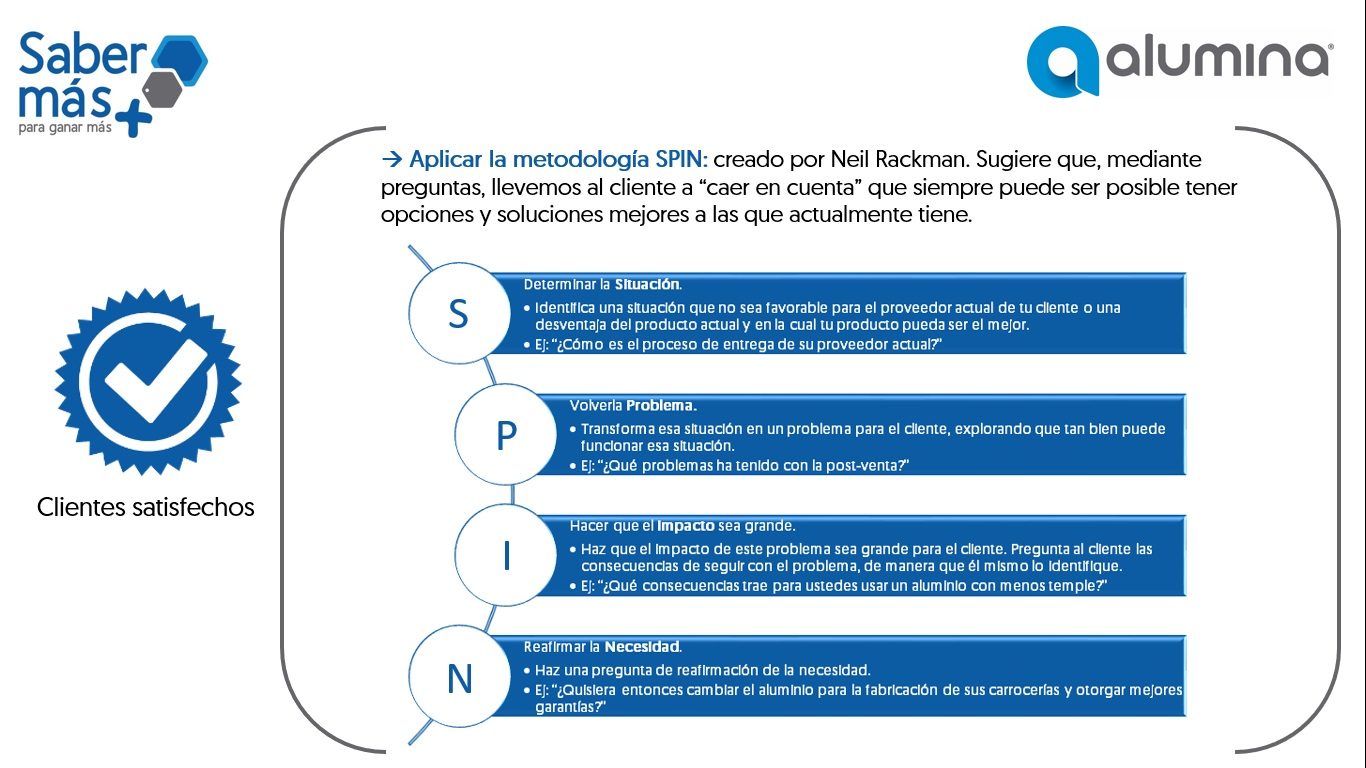 Saber
más
para ganar más
alumina®
→ Aplicar la metodología SPIN: creado por Neil Rackman. Sugiere que, mediante
preguntas, llevemos al cliente a “caer en cuenta” que siempre puede ser posible tener
opciones y soluciones mejores a las que actualmente tiene.
S
Determinar la Situación.
• Identifica una situación que no sea favorable para el proveedor actual de tu cliente o una
desventaja del producto actual y en la cual tu producto pueda ser el mejor.
• Ej: “¿Cómo es el proceso de entrega de su proveedor actual?”
P
Volverla Problema.
• Transforma esa situación en un problema para el cliente, explorando que tan bien puede
funcionar esa situación.
• Ej: “¿Qué problemas ha tenido con la post-venta?”
I
Hacer que el Impacto sea grande.
• Haz que el impacto de este problema sea grande para el cliente. Pregunta al cliente las
consecuencias de seguir con el problema, de manera que él mismo lo identifique.
• Ej: “¿Qué consecuencias trae para ustedes usar un aluminio con menos temple?”
N
Reafirmar la Necesidad.
• Haz una pregunta de reafirmación de la necesidad.
• Ej: “¿Quisiera entonces cambiar el aluminio para la fabricación de sus carrocerías y otorgar mejores
garantías?”
Clientes satisfechos